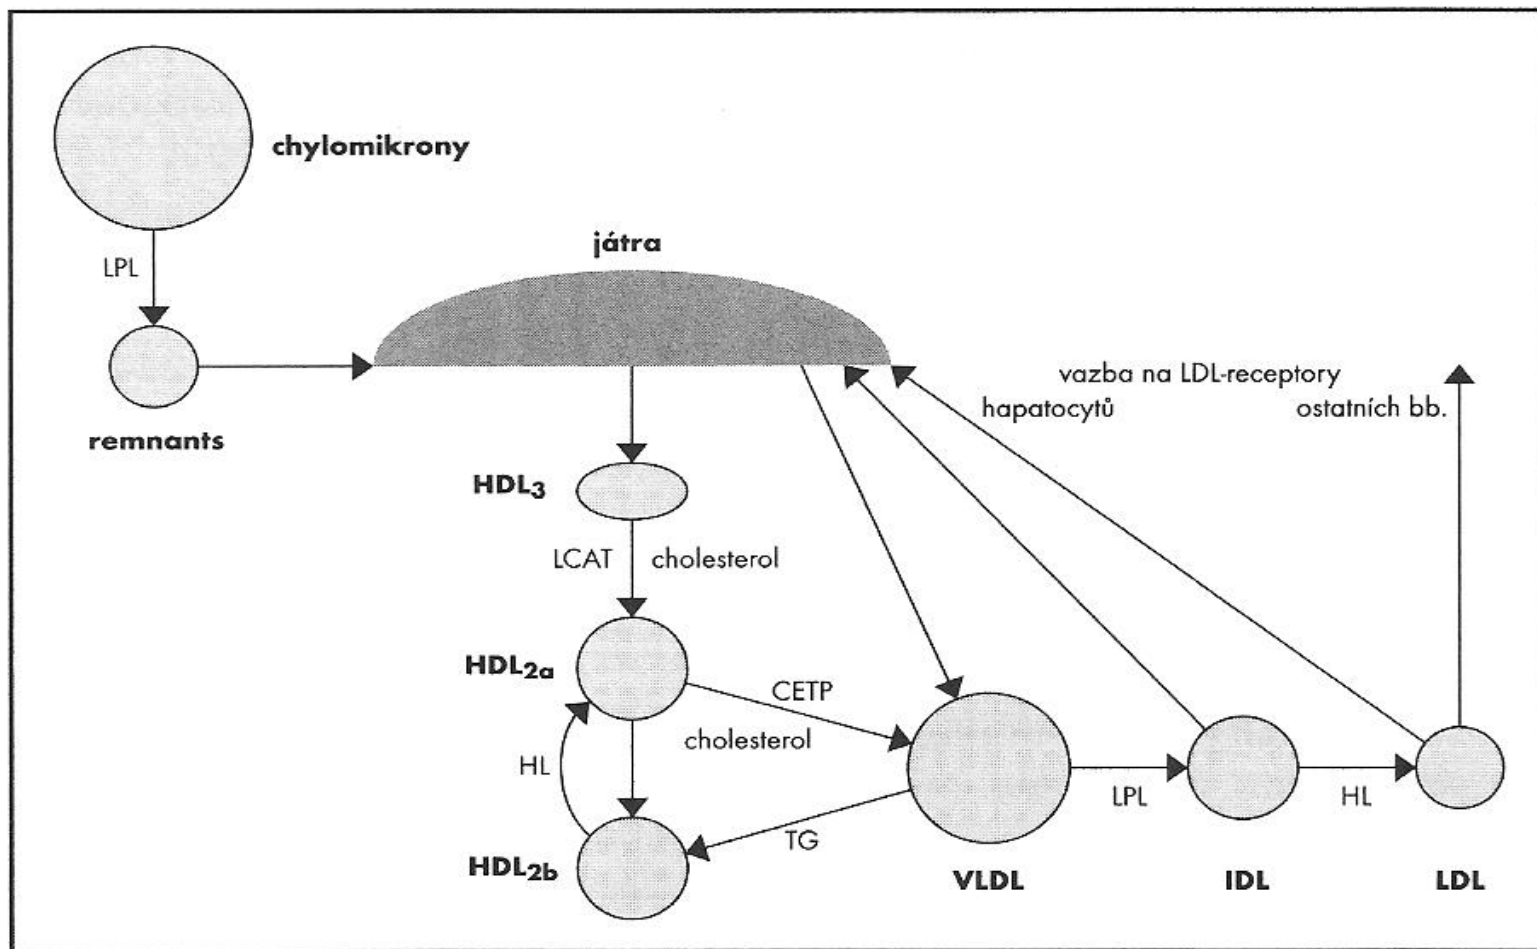 chylomikrony
LPL
játra
remnants
vazba na LDL-receptory
hapatocytů ostatních bb.
HDL3
LCAT cholesterol
HDL2a
CETP
cholesterol
HL
LPL
HL
TG
HDL2b
VLDL
IDL
LDL